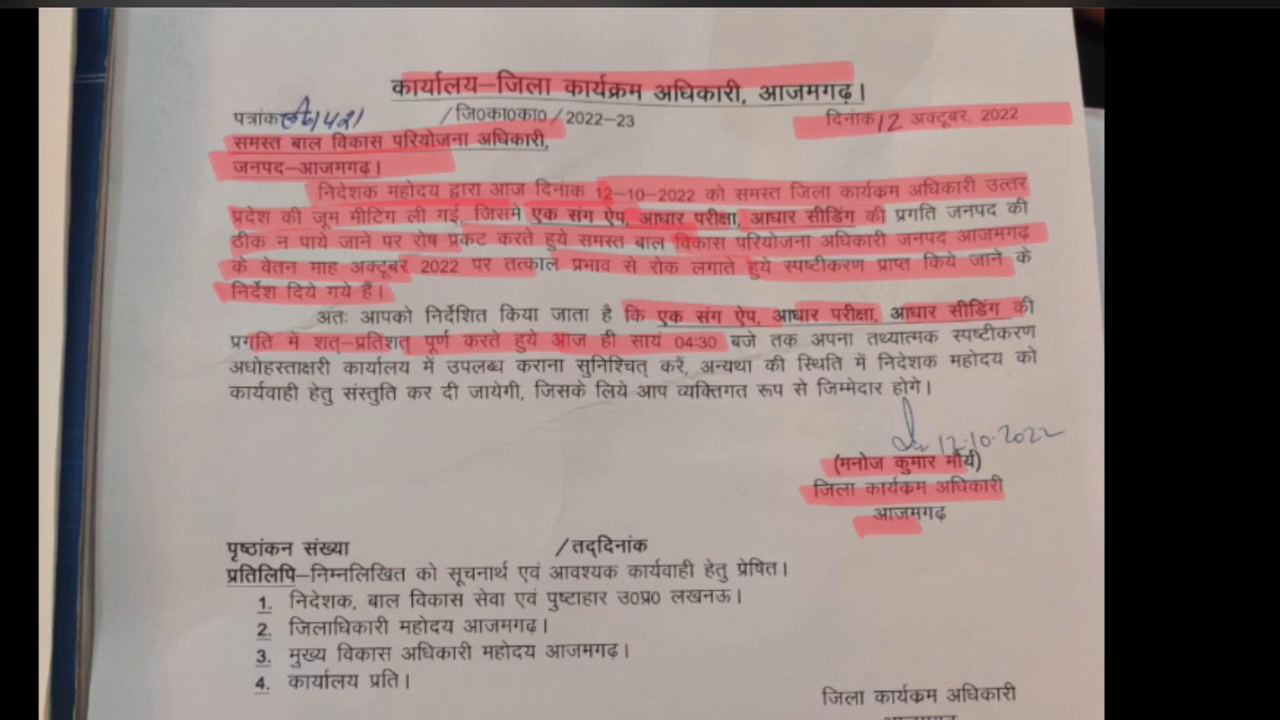 कार्यालय–जिला कार्यक्रम अधिकारी, आजमगढ़।
पत्रांक 1421 /जि0का0का0/2022–23 दिनांक 12 अक्टूबर, 2022
समस्त बाल विकास परियोजना अधिकारी,
जनपद–आजमगढ़।
निदेशक महोदय द्वारा आज दिनांक 12–10–2022 को समस्त जिला कार्यक्रम अधिकारी उत्तर
प्रदेश की जूम मीटिंग ली गई, जिसमे एक संग ऐप, आधार परीक्षा, आधार सीडिंग की प्रगति जनपद की
ठीक न पाये जाने पर रोष प्रकट करते हुये समस्त बाल विकास परियोजना अधिकारी जनपद आजमगढ़
के वेतन माह अक्टूबर 2022 पर तत्काल प्रभाव से रोक लगाते हुये स्पष्टीकरण प्राप्त किये जाने के
निर्देश दिये गये हैं।
अतः आपको निर्देशित किया जाता है कि एक संग ऐप, आधार परीक्षा, आधार सीडिंग की
प्रगति में शत्–प्रतिशत् पूर्ण करते हुये आज ही सायं 04:30 बजे तक अपना तथ्यात्मक स्पष्टीकरण
अधोहस्ताक्षरी कार्यालय में उपलब्ध कराना सुनिश्चित् करें, अन्यथा की स्थिति में निदेशक महोदय को
कार्यवाही हेतु संस्तुति कर दी जायेगी, जिसके लिये आप व्यक्तिगत रूप से जिम्मेदार होगे।
12.10.2022
(मनोज कुमार मौर्य)
जिला कार्यक्रम अधिकारी
आजमगढ़
पृष्ठांकन संख्या /तद्दिनांक
प्रतिलिपि–निम्नलिखित को सूचनार्थ एवं आवश्यक कार्यवाही हेतु प्रेषित।
1. निदेशक, बाल विकास सेवा एवं पुष्टाहार उ0प्र0 लखनऊ।
2. जिलाधिकारी महोदय आजमगढ़।
3. मुख्य विकास अधिकारी महोदय आजमगढ़।
4. कार्यालय प्रति।
जिला कार्यक्रम अधिकारी